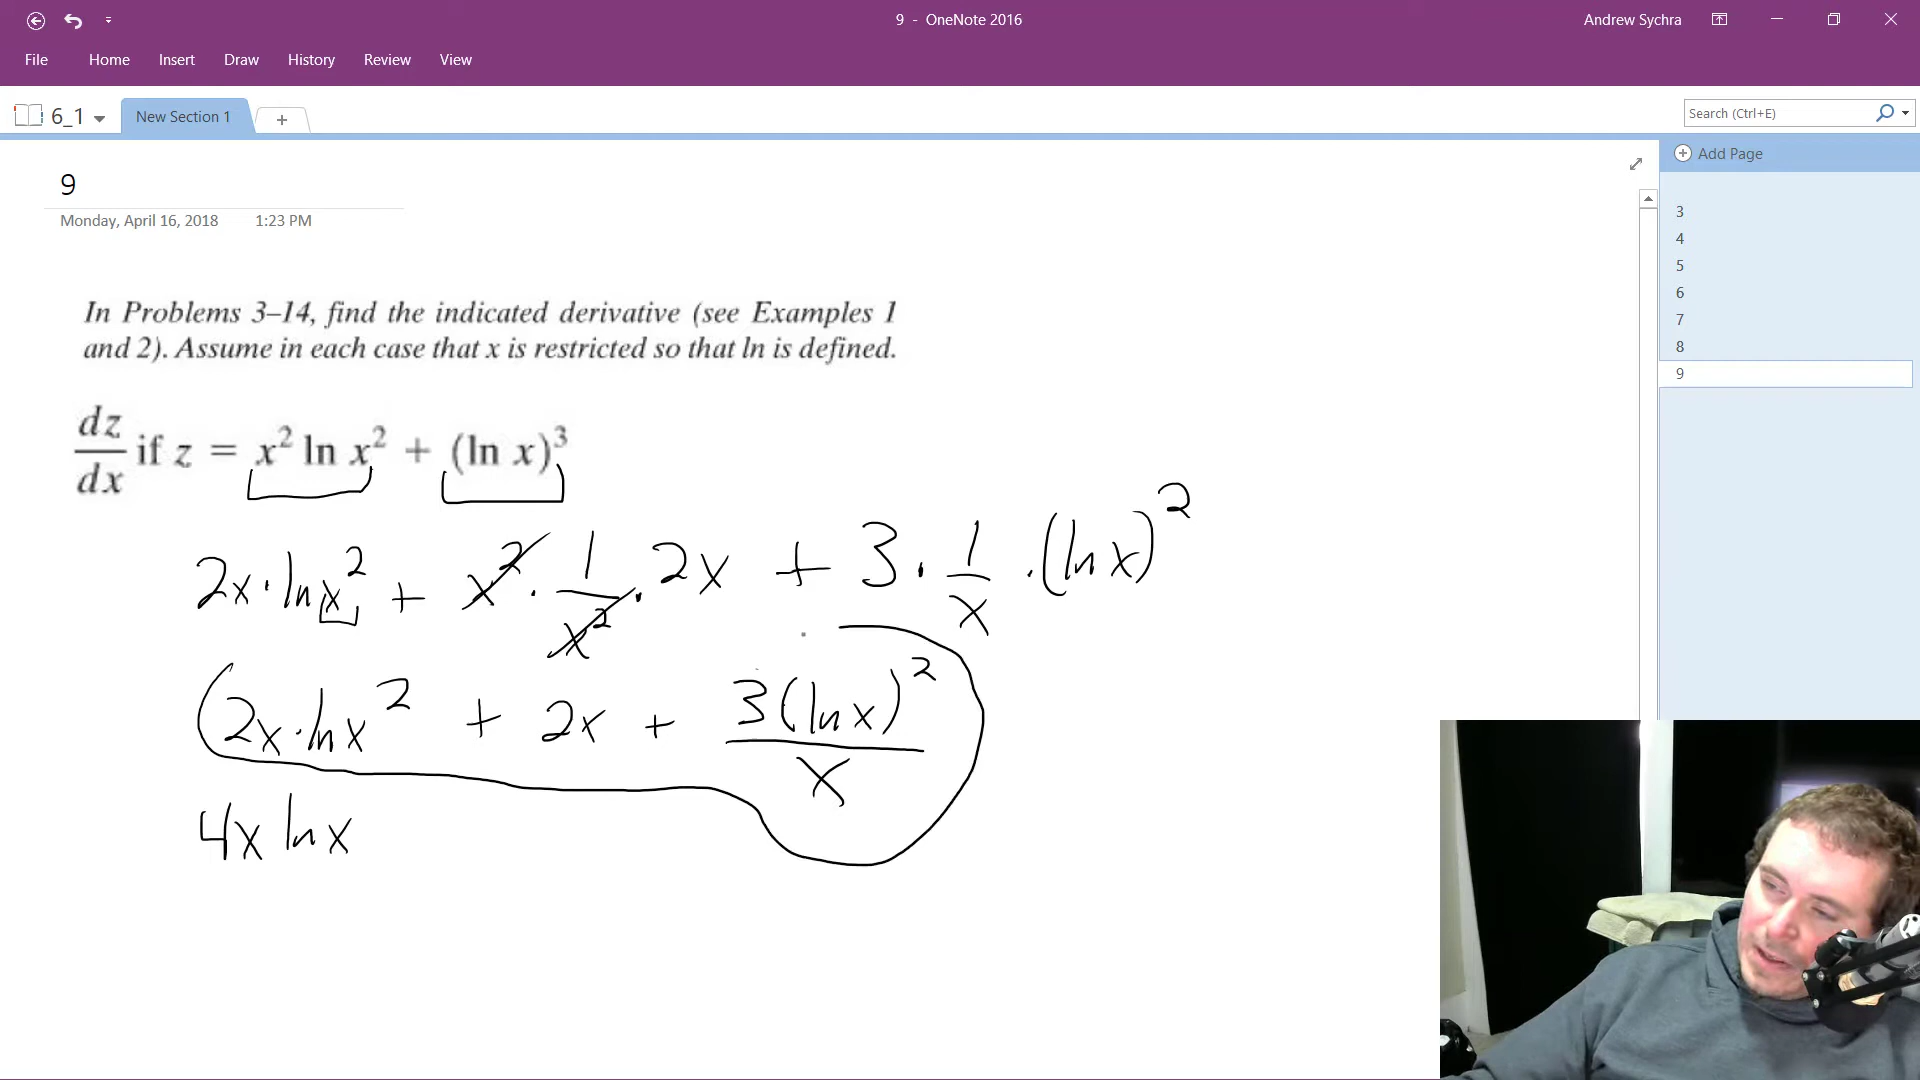 9 - OneNote 2016
Andrew Sychra
File Home Insert Draw History Review View
6_1
New Section 1
+
Search (Ctrl+E)
Add Page
9
Monday, April 16, 2018 1:23 PM
3
4
5
6
7
8
9
In Problems 3–14, find the indicated derivative (see Examples 1
and 2). Assume in each case that x is restricted so that ln is defined.
dz/dx if z = x² ln x² + (ln x)³
2x · ln x² + x² · 1/x² · 2x + 3 · 1/x · (ln x)²
2x · ln x² + 2x + 3(ln x)²/x
4x ln x